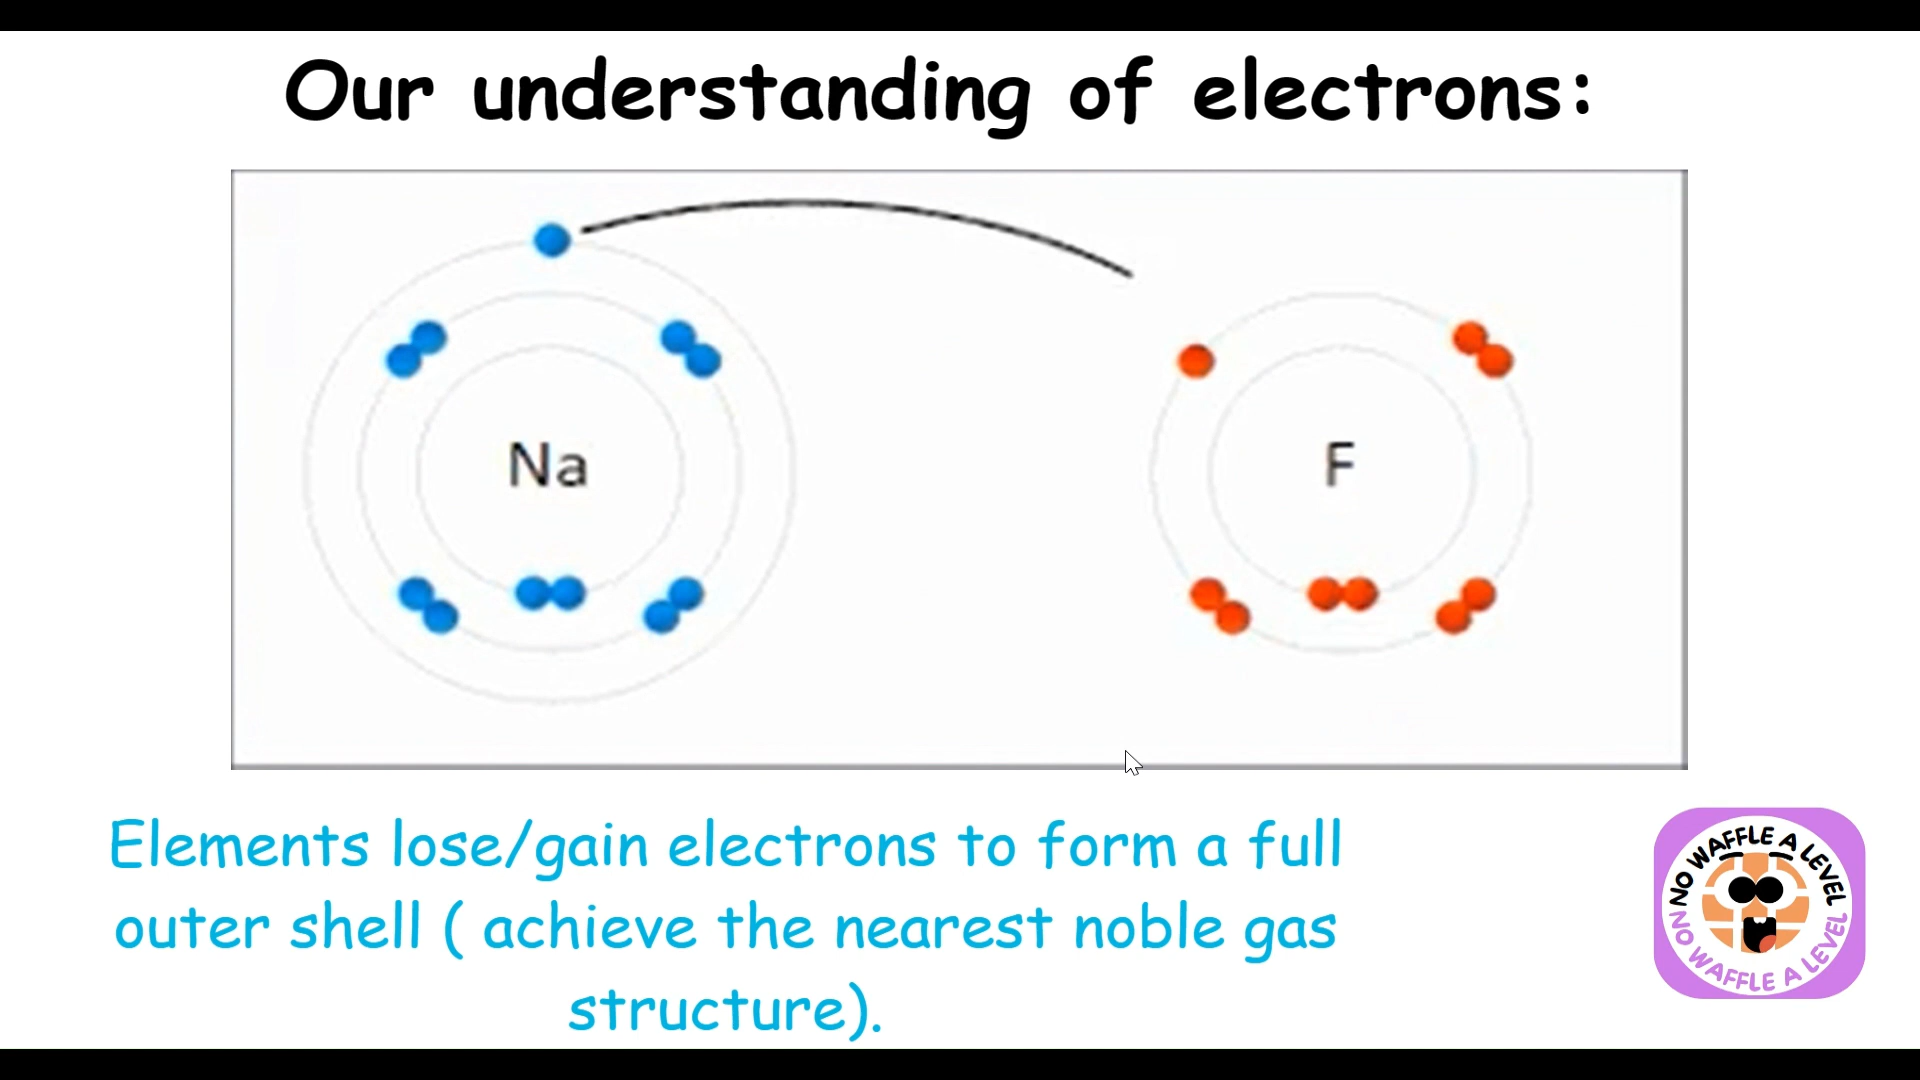 Our understanding of electrons:
Na
F
Elements lose/gain electrons to form a full
outer shell ( achieve the nearest noble gas
structure).
NO WAFFLE A LEVEL
NO WAFFLE A LEVEL